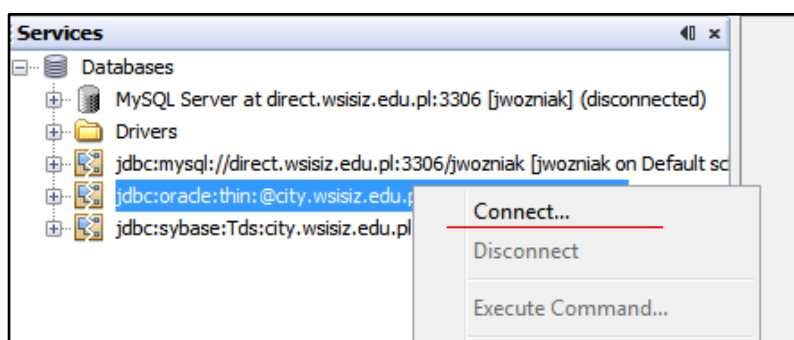 Services
Databases
MySQL Server at direct.wsisiz.edu.pl:3306 [jwozniak] (disconnected)
Drivers
jdbc:mysql://direct.wsisiz.edu.pl:3306/jwozniak [jwozniak on Default sc
jdbc:oracle:thin:@city.wsisiz.edu.p
jdbc:sybase:Tds:city.wsisiz.edu.pl
Connect...
Disconnect
Execute Command...